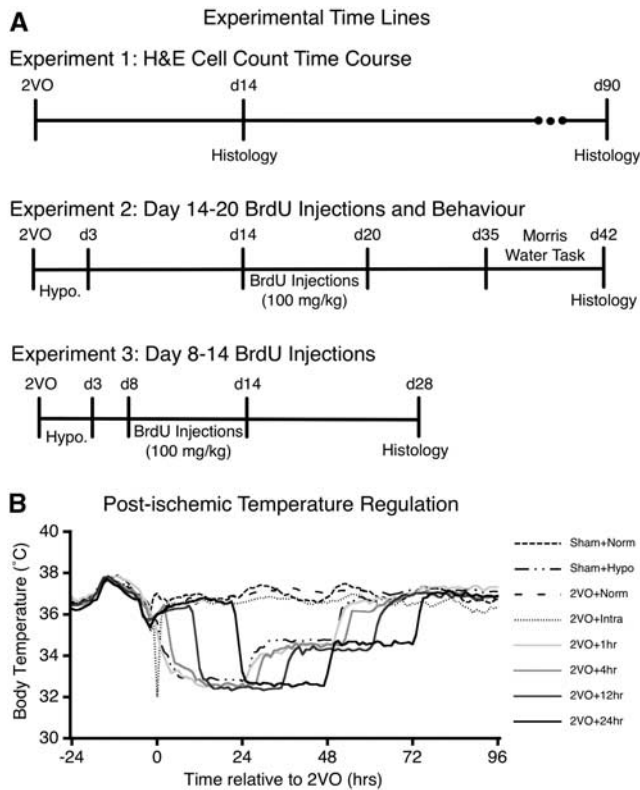 A
Experimental Time Lines
Experiment 1: H&E Cell Count Time Course
2VO d14 d90
Histology Histology
Experiment 2: Day 14-20 BrdU Injections and Behaviour
2VO d3 d14 d20 d35 Morris Water Task d42
Hypo. BrdU Injections
(100 mg/kg) Histology
Experiment 3: Day 8-14 BrdU Injections
2VO d3 d8 d14 d28
Hypo. BrdU Injections
(100 mg/kg) Histology
B
Post-ischemic Temperature Regulation
Body Temperature (˚C)
40
38
36
34
32
30
-24 0 24 48 72 96
Time relative to 2VO (hrs)
Sham+Norm
Sham+Hypo
2VO+Norm
2VO+Intra
2VO+1hr
2VO+4hr
2VO+12hr
2VO+24hr